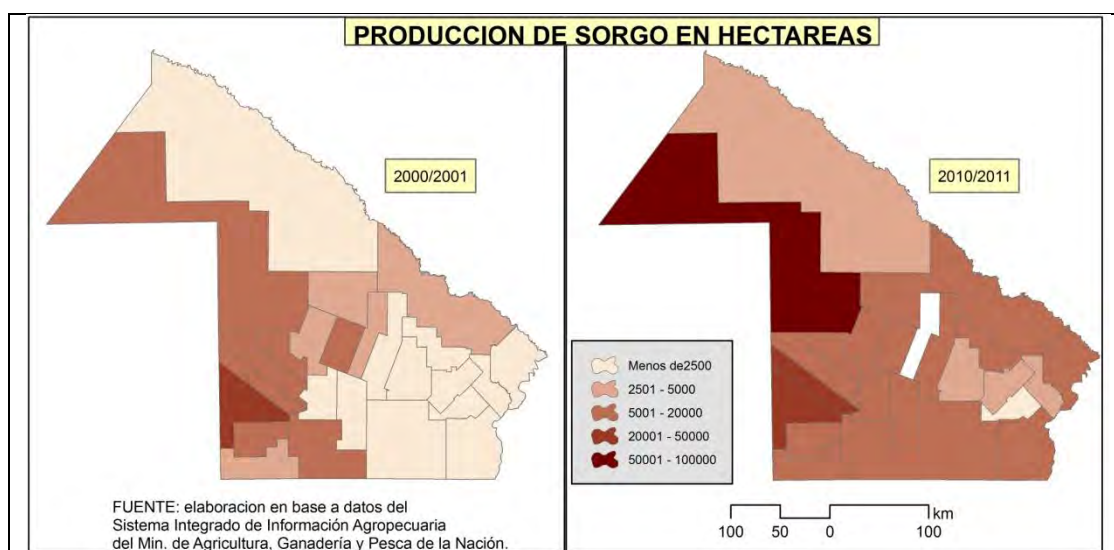 PRODUCCION DE SORGO EN HECTAREAS
2000/2001
2010/2011
Menos de2500
2501 - 5000
5001 - 20000
20001 - 50000
50001 - 100000
FUENTE: elaboracion en base a datos del
Sistema Integrado de Información Agropecuaria
del Min. de Agricultura, Ganadería y Pesca de la Nación.
km
100 50 0 100